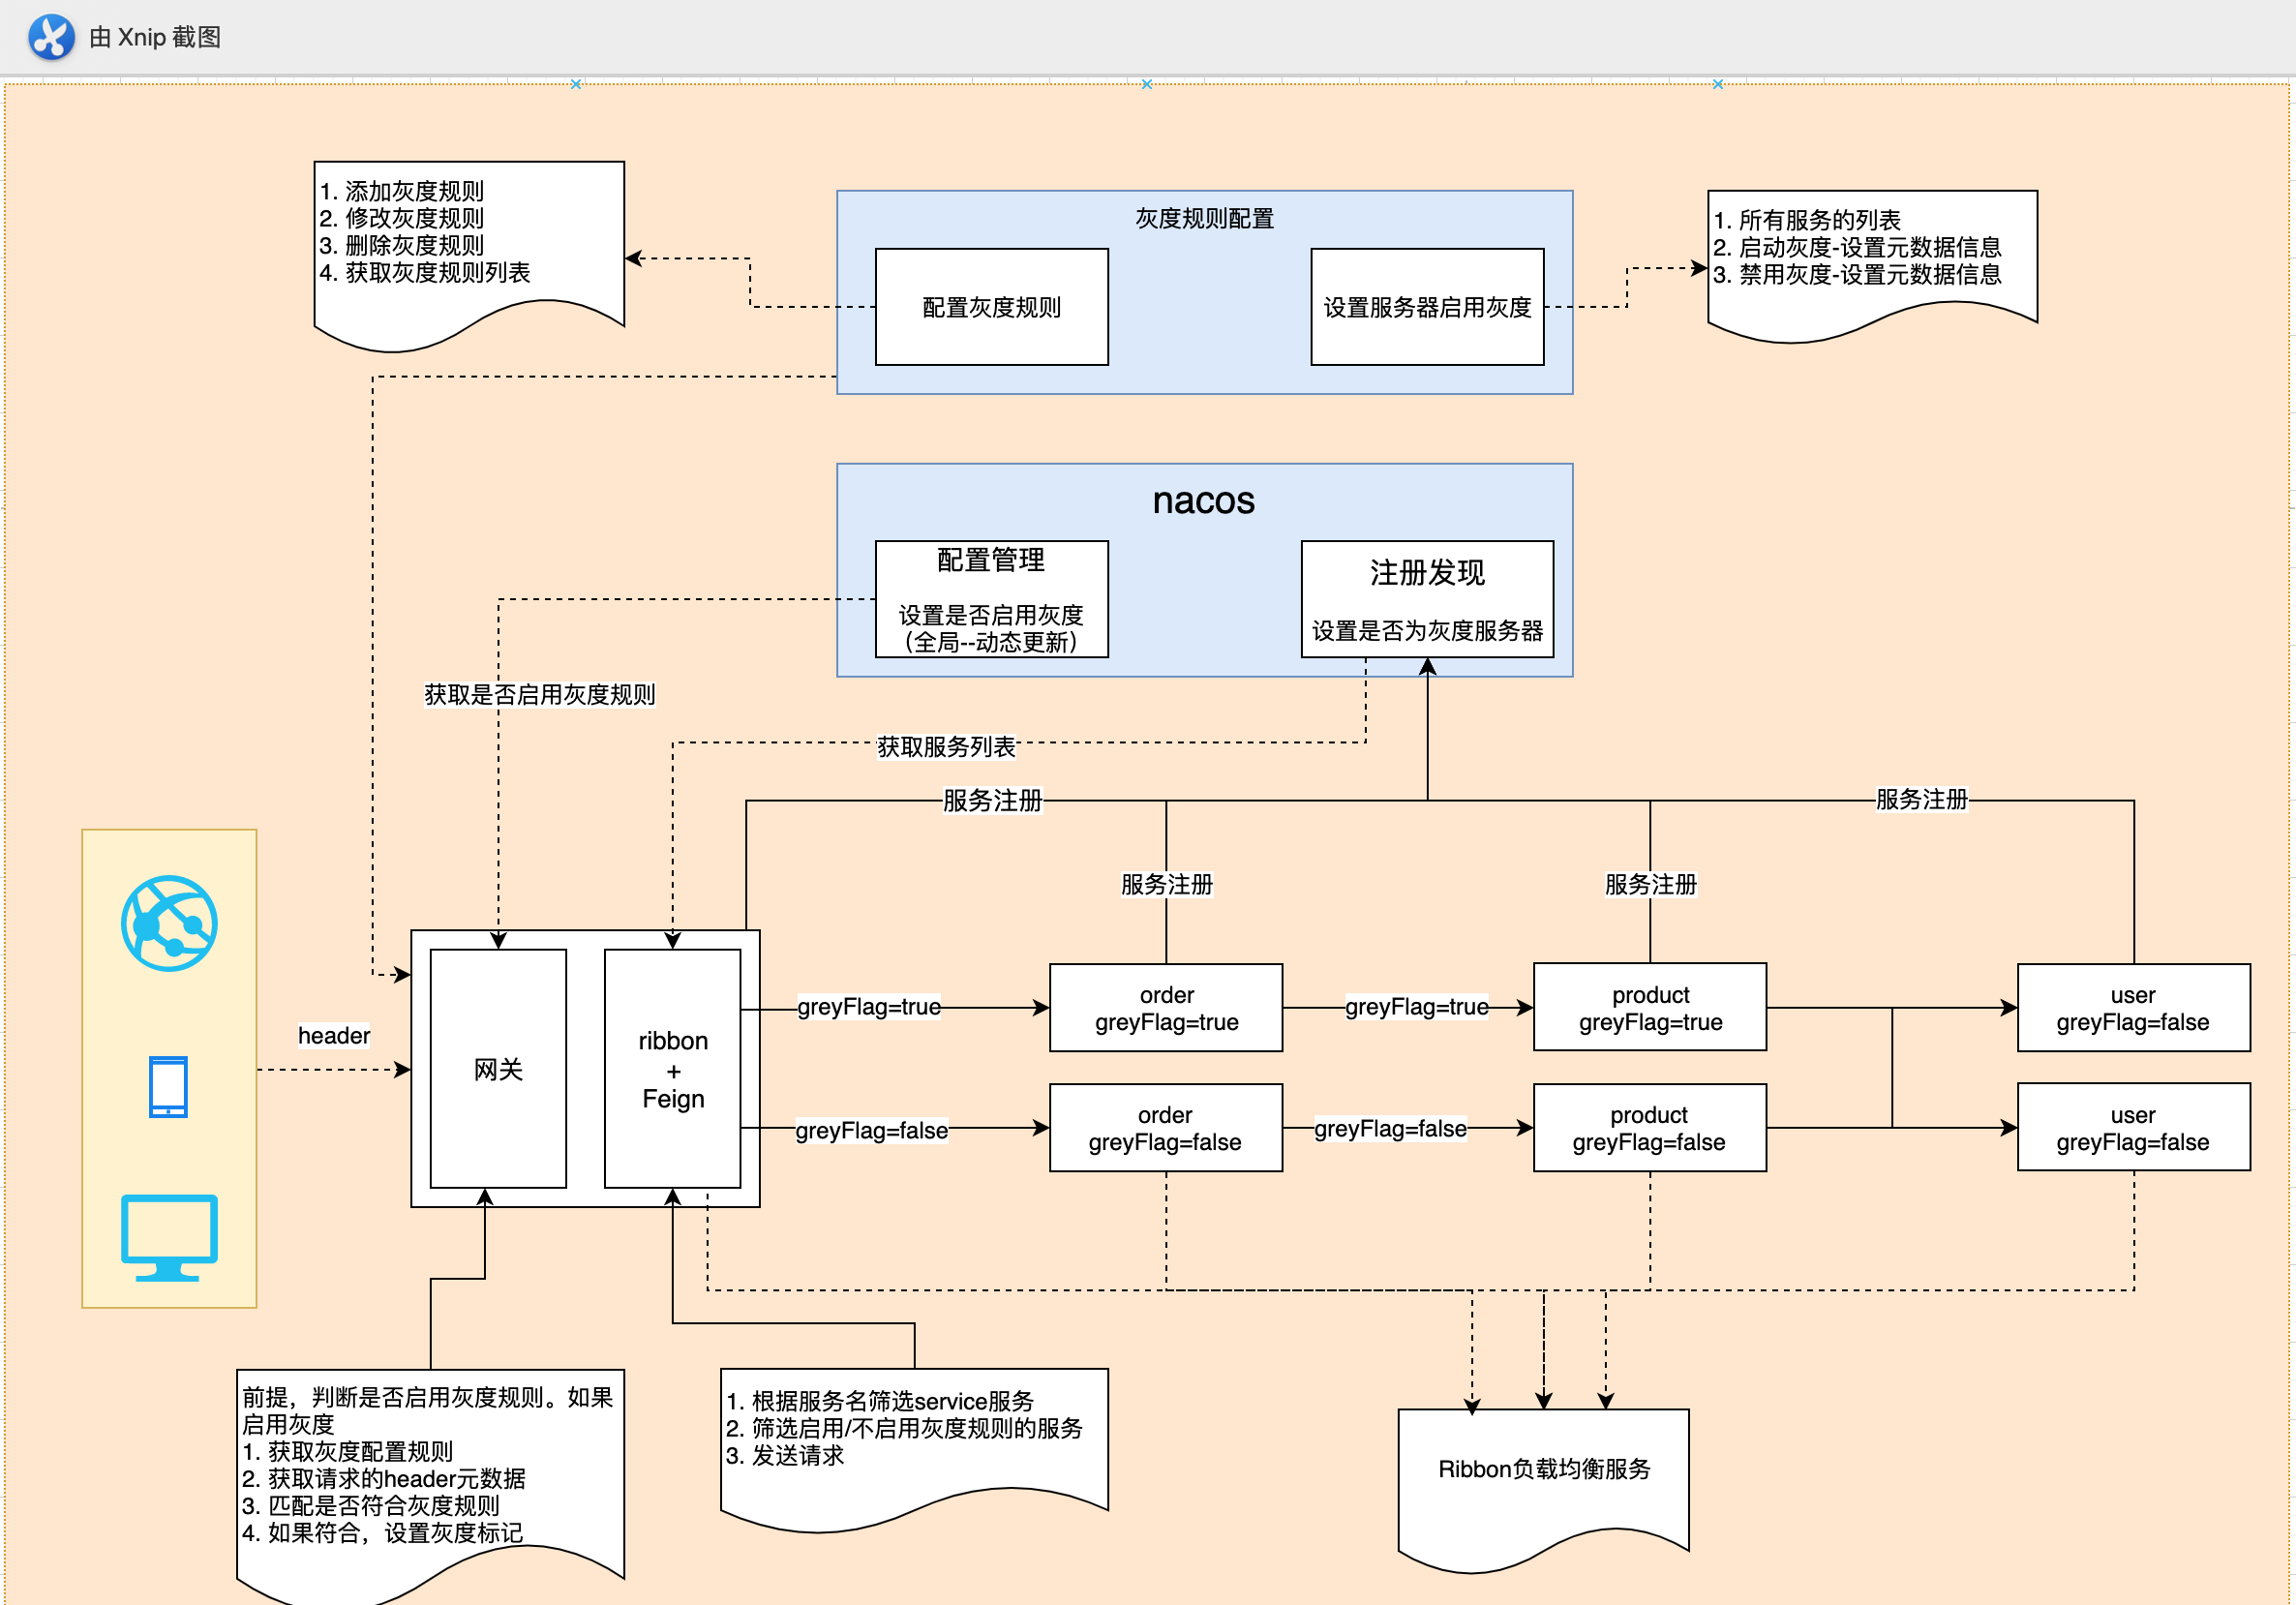 由 Xnip 截图
1. 添加灰度规则
2. 修改灰度规则
3. 删除灰度规则
4. 获取灰度规则列表
灰度规则配置
配置灰度规则
设置服务器启用灰度
1. 所有服务的列表
2. 启动灰度-设置元数据信息
3. 禁用灰度-设置元数据信息
nacos
配置管理
设置是否启用灰度
（全局--动态更新）
注册发现
设置是否为灰度服务器
获取是否启用灰度规则
获取服务列表
服务注册
服务注册
服务注册
服务注册
header
网关
ribbon
+
Feign
greyFlag=true
order
greyFlag=true
greyFlag=true
product
greyFlag=true
user
greyFlag=false
greyFlag=false
order
greyFlag=false
greyFlag=false
product
greyFlag=false
user
greyFlag=false
前提，判断是否启用灰度规则。如果
启用灰度
1. 获取灰度配置规则
2. 获取请求的header元数据
3. 匹配是否符合灰度规则
4. 如果符合，设置灰度标记
1. 根据服务名筛选service服务
2. 筛选启用/不启用灰度规则的服务
3. 发送请求
Ribbon负载均衡服务